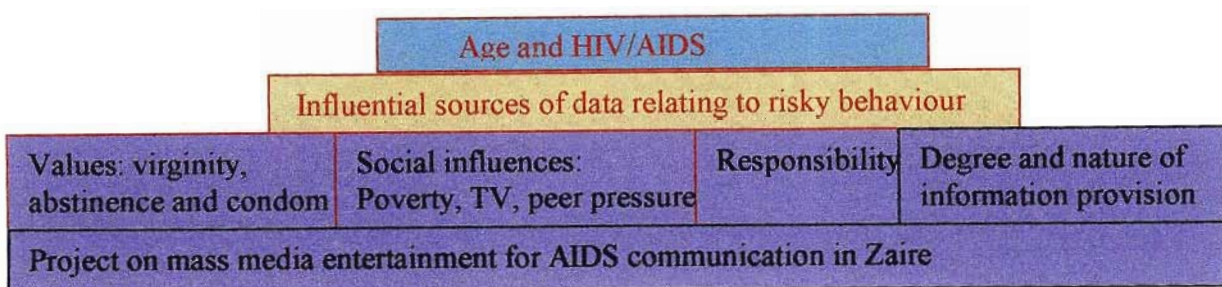 Age and HIV/AIDS
Influential sources of data relating to risky behaviour
Values: virginity,
abstinence and condom
Social influences:
Poverty, TV, peer pressure
Responsibility
Degree and nature of
information provision
Project on mass media entertainment for AIDS communication in Zaire